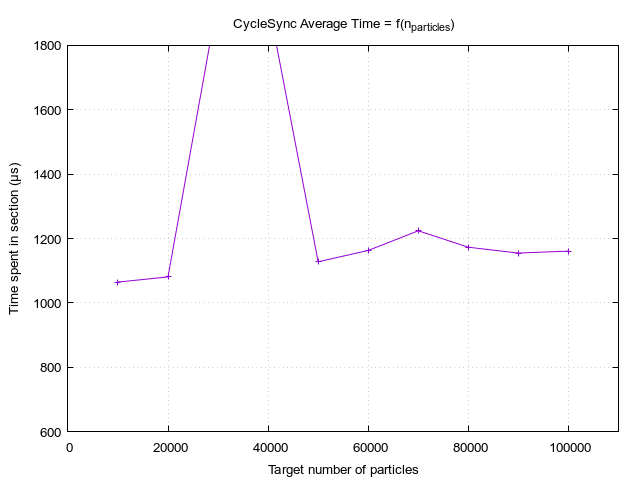 CycleSync Average Time = f(nparticles)
1800
1600
1400
1200
1000
800
600
Time spent in section (µs)
0 20000 40000 60000 80000 100000
Target number of particles